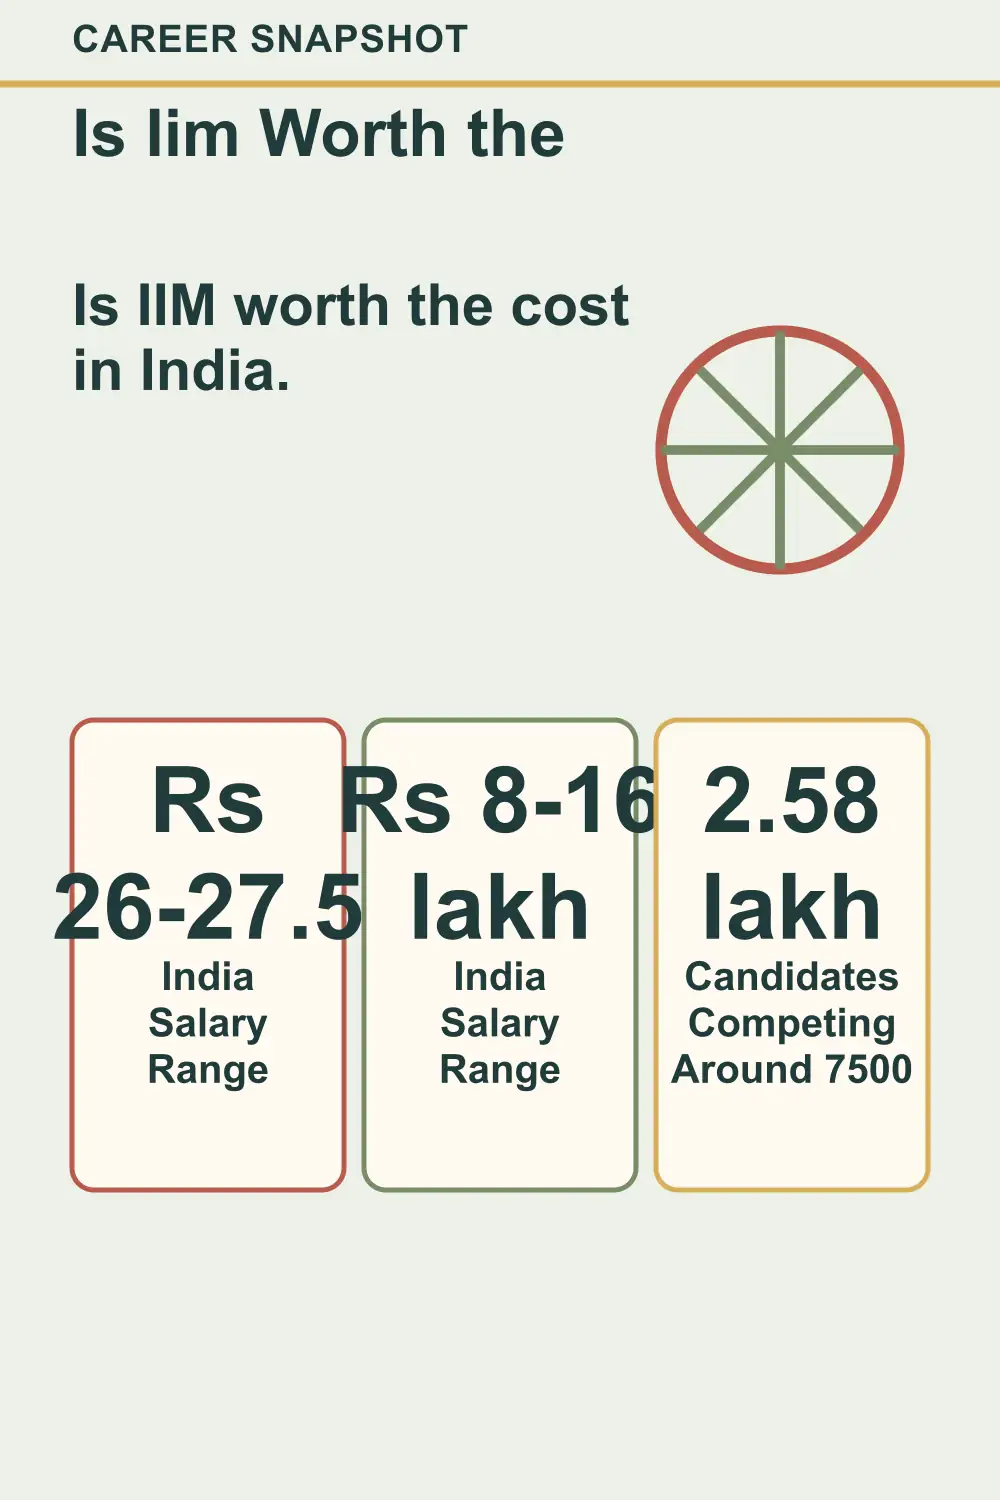 CAREER SNAPSHOT
Is Iim Worth the
Is IIM worth the cost
in India.
Rs
26-27.5
India
Salary
Range
Rs 8-16
lakh
India
Salary
Range
2.58
lakh
Candidates
Competing
Around 7500